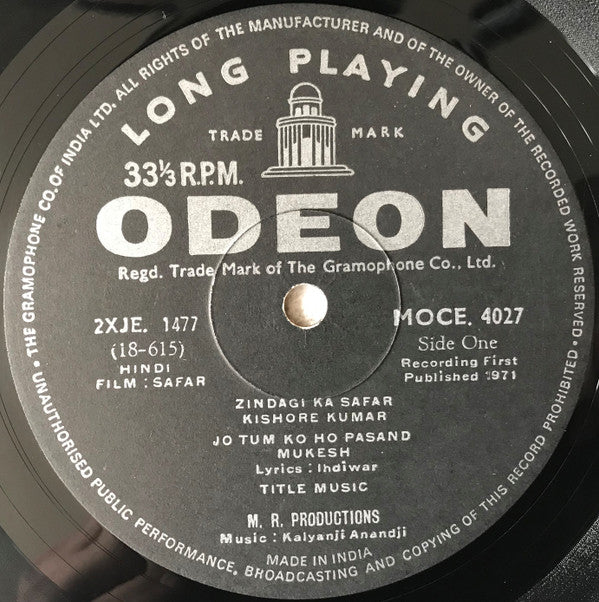 THE GRAMOPHONE CO. OF INDIA LTD. ALL RIGHTS OF THE MANUFACTURER AND OF THE OWNER OF THE RECORDED WORK RESERVED •
UNAUTHORISED PUBLIC PERFORMANCE, BROADCASTING AND COPYING OF THIS RECORD PROHIBITED •
LONG PLAYING
TRADE MARK
33⅓ R.P.M.
ODEON
Regd. Trade Mark of The Gramophone Co., Ltd.
2XJE. 1477
(18-615)
HINDI
FILM : SAFAR
MOCE. 4027
Side One
Recording First
Published 1971
ZINDAGI KA SAFAR
KISHORE KUMAR
JO TUM KO HO PASAND
MUKESH
Lyrics : Ihdiwar
TITLE MUSIC
M. R. PRODUCTIONS
Music : Kalyanji Anandji
MADE IN INDIA